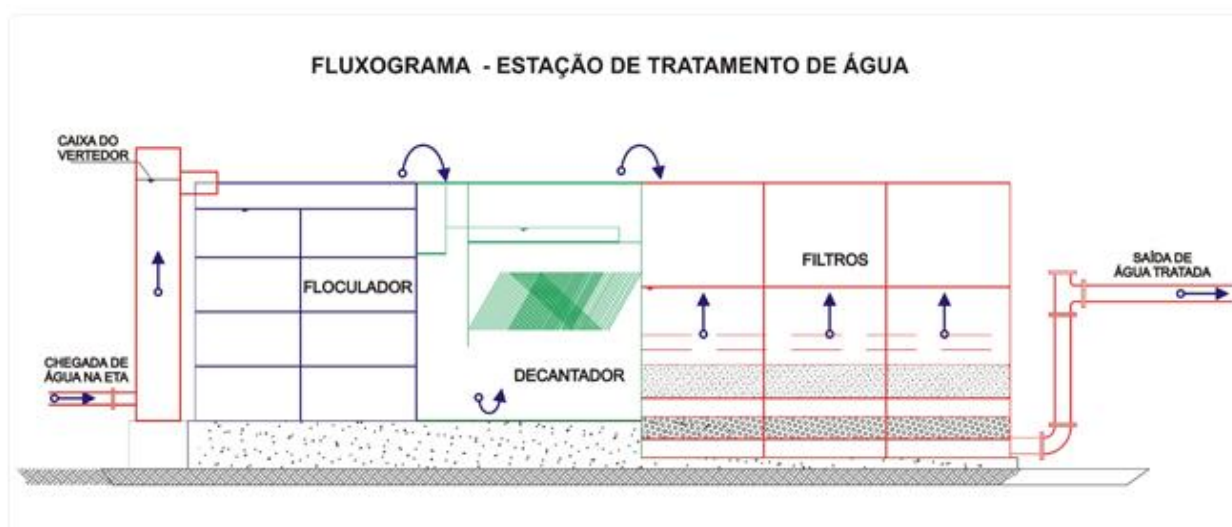 FLUXOGRAMA - ESTAÇÃO DE TRATAMENTO DE ÁGUA
CAIXA DO
VERTEDOR
FLOCULADOR
FILTROS
SAÍDA DE
ÁGUA TRATADA
CHEGADA DE
ÁGUA NA ETA
DECANTADOR